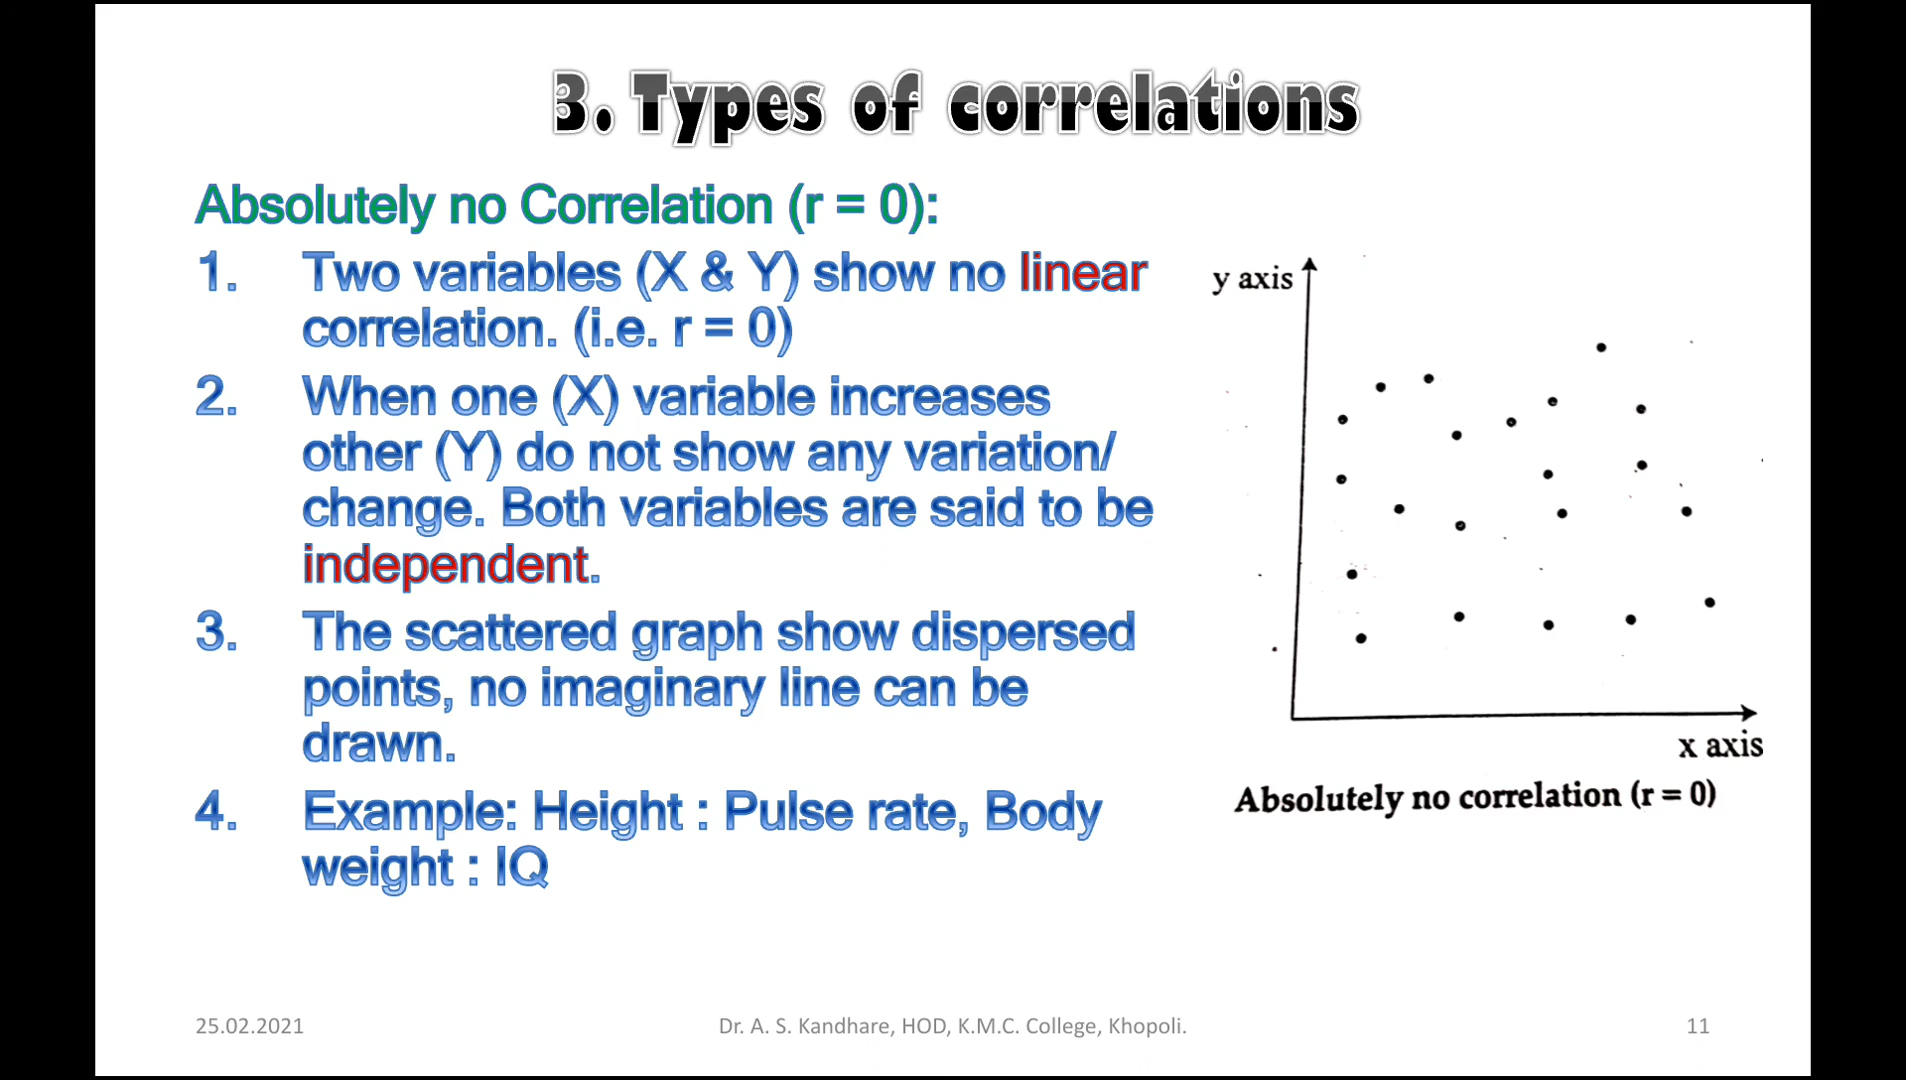 3. Types of correlations
Absolutely no Correlation (r = 0):
1. Two variables (X & Y) show no linear
correlation. (i.e. r = 0)
2. When one (X) variable increases
other (Y) do not show any variation/
change. Both variables are said to be
independent.
3. The scattered graph show dispersed
points, no imaginary line can be
drawn.
4. Example: Height : Pulse rate, Body
weight : IQ
y axis
x axis
Absolutely no correlation (r = 0)
25.02.2021
Dr. A. S. Kandhare, HOD, K.M.C. College, Khopoli.
11